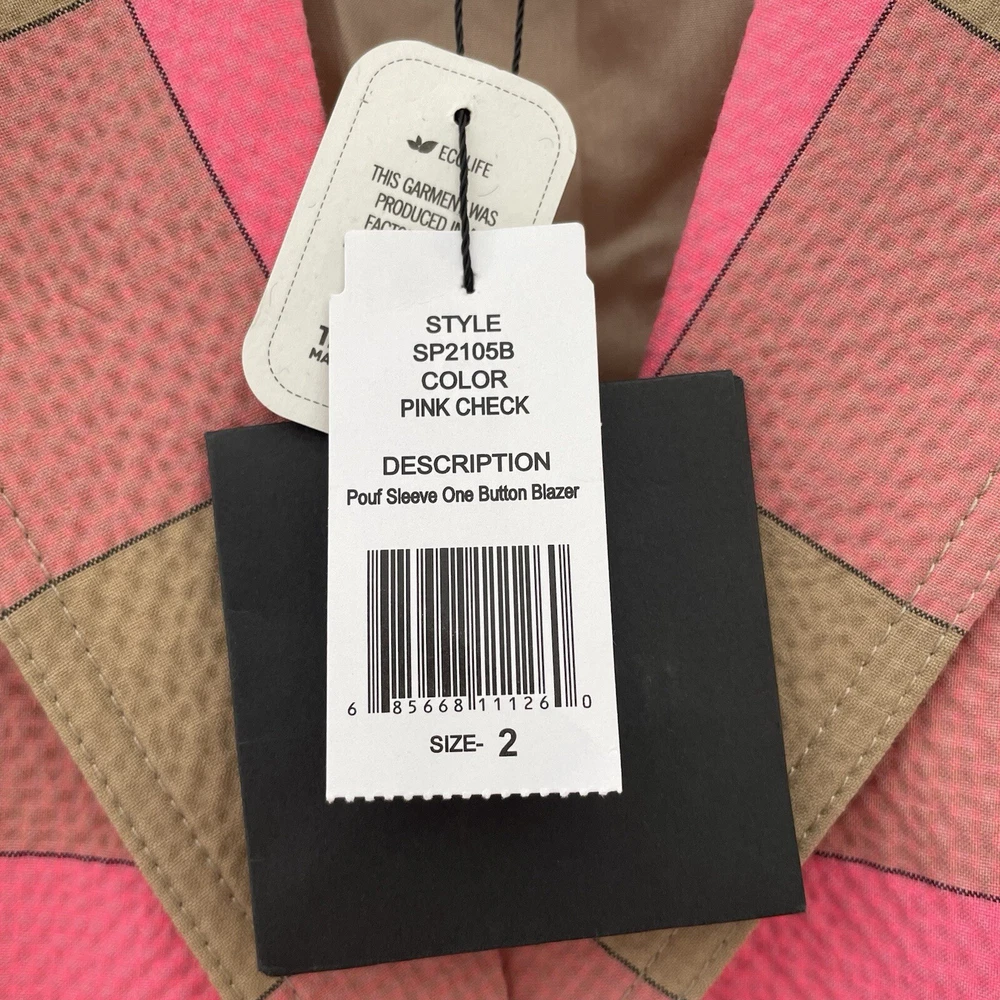 ECOLIFE
THIS GARMENT WAS
PRODUCED IN
STYLE
SP2105B
COLOR
PINK CHECK
DESCRIPTION
Pouf Sleeve One Button Blazer
6 85668 11126 0
SIZE- 2